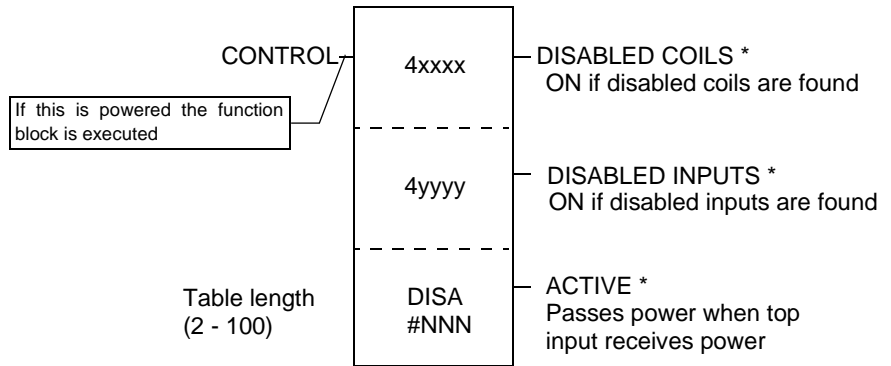 CONTROL
If this is powered the function
block is executed
4xxxx
DISABLED COILS *
ON if disabled coils are found
4yyyy
DISABLED INPUTS *
ON if disabled inputs are found
Table length
(2 - 100)
DISA
#NNN
ACTIVE *
Passes power when top
input receives power